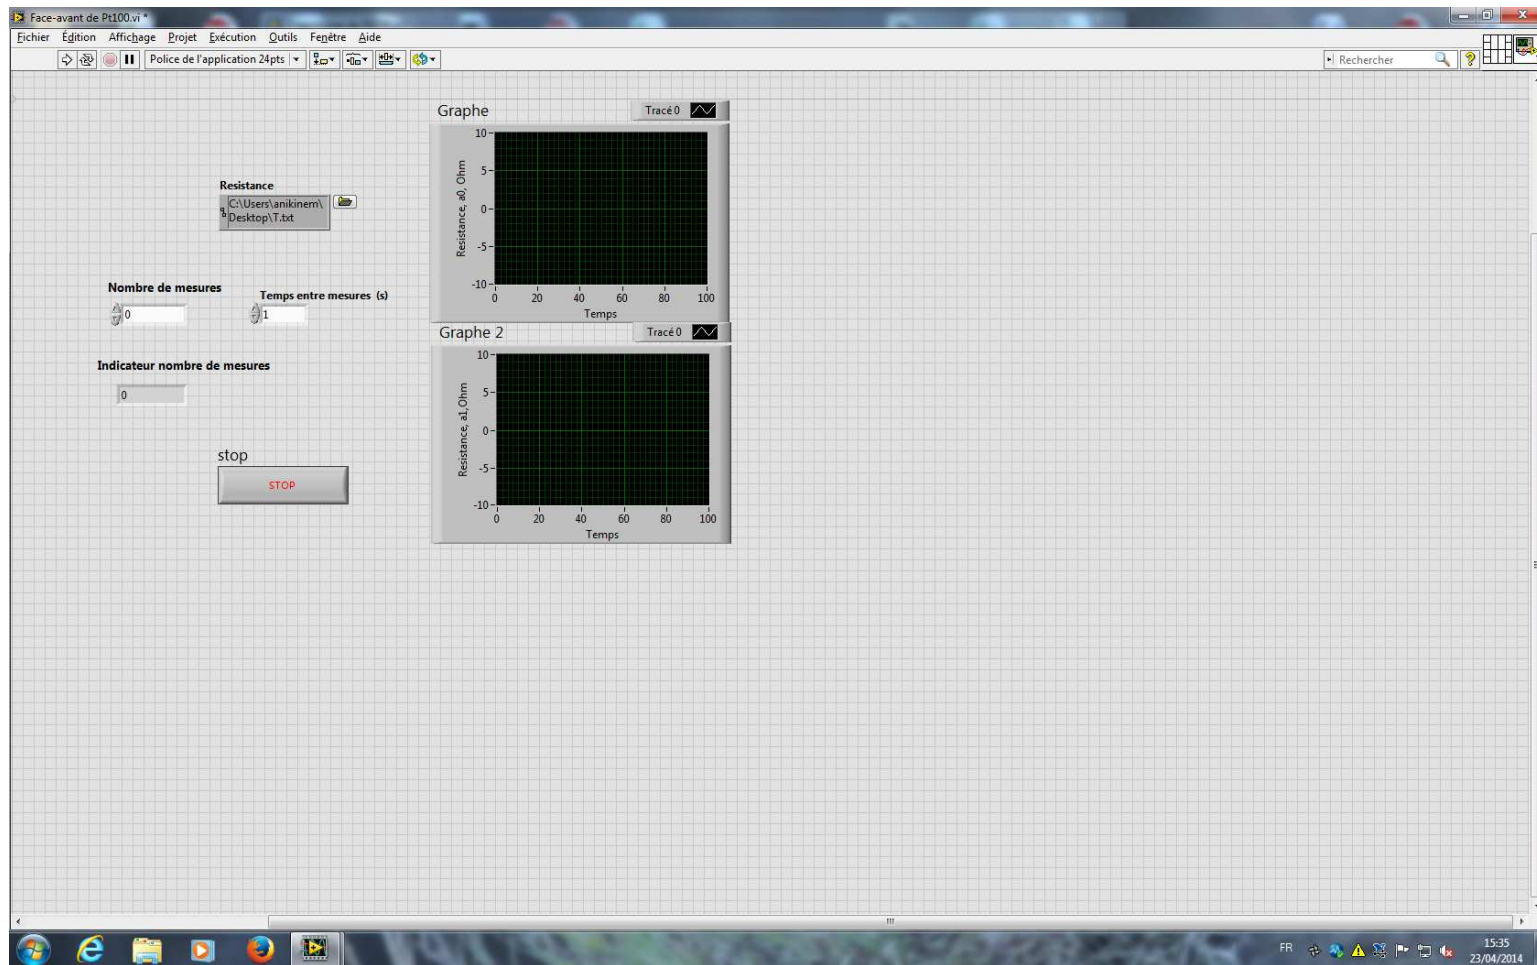 Face-avant de Pt100.vi *
Fichier Édition Affichage Projet Exécution Outils Fenêtre Aide
Police de l'application 24pts
Rechercher
Graphe
Tracé 0
10
5
0
-5
-10
Resistance, a0, Ohm
0 20 40 60 80 100
Temps
Resistance
C:\Users\anikinem\
Desktop\T.txt
Nombre de mesures
0
Temps entre mesures (s)
1
Indicateur nombre de mesures
0
stop
STOP
Graphe 2
Tracé 0
10
5
0
-5
-10
Resistance, a1,Ohm
0 20 40 60 80 100
Temps
FR
15:35
23/04/2014